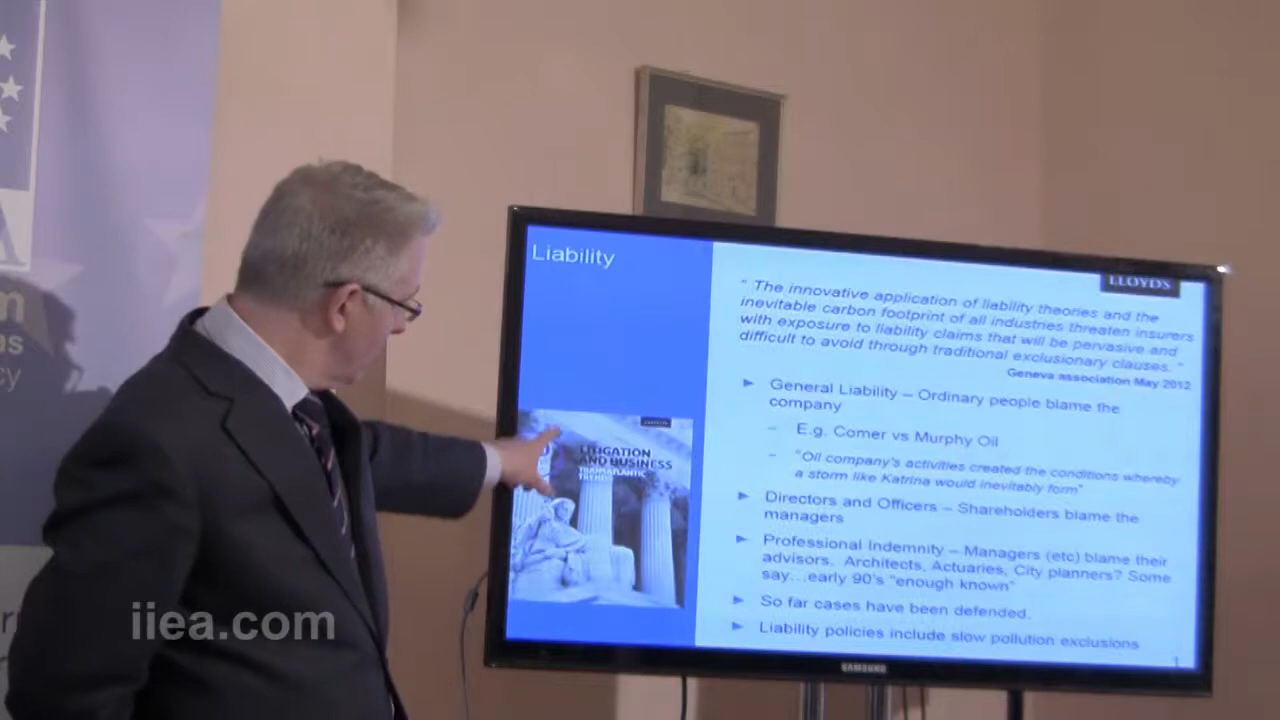 A
m
as
cy
iiea.com
Liability
LLOYD'S
" The innovative application of liability theories and the
inevitable carbon footprint of all industries threaten insurers
with exposure to liability claims that will be pervasive and
difficult to avoid through traditional exclusionary clauses. "
Geneva association May 2012
► General Liability – Ordinary people blame the
company
– E.g. Comer vs Murphy Oil
– "Oil company's activities created the conditions whereby
a storm like Katrina would inevitably form"
► Directors and Officers – Shareholders blame the
managers
► Professional Indemnity – Managers (etc) blame their
advisors. Architects, Actuaries, City planners? Some
say…early 90's "enough known"
► So far cases have been defended.
► Liability policies include slow pollution exclusions
1
LITIGATION
AND BUSINESS
TRANSATLANTIC
TRENDS
SAMSUNG